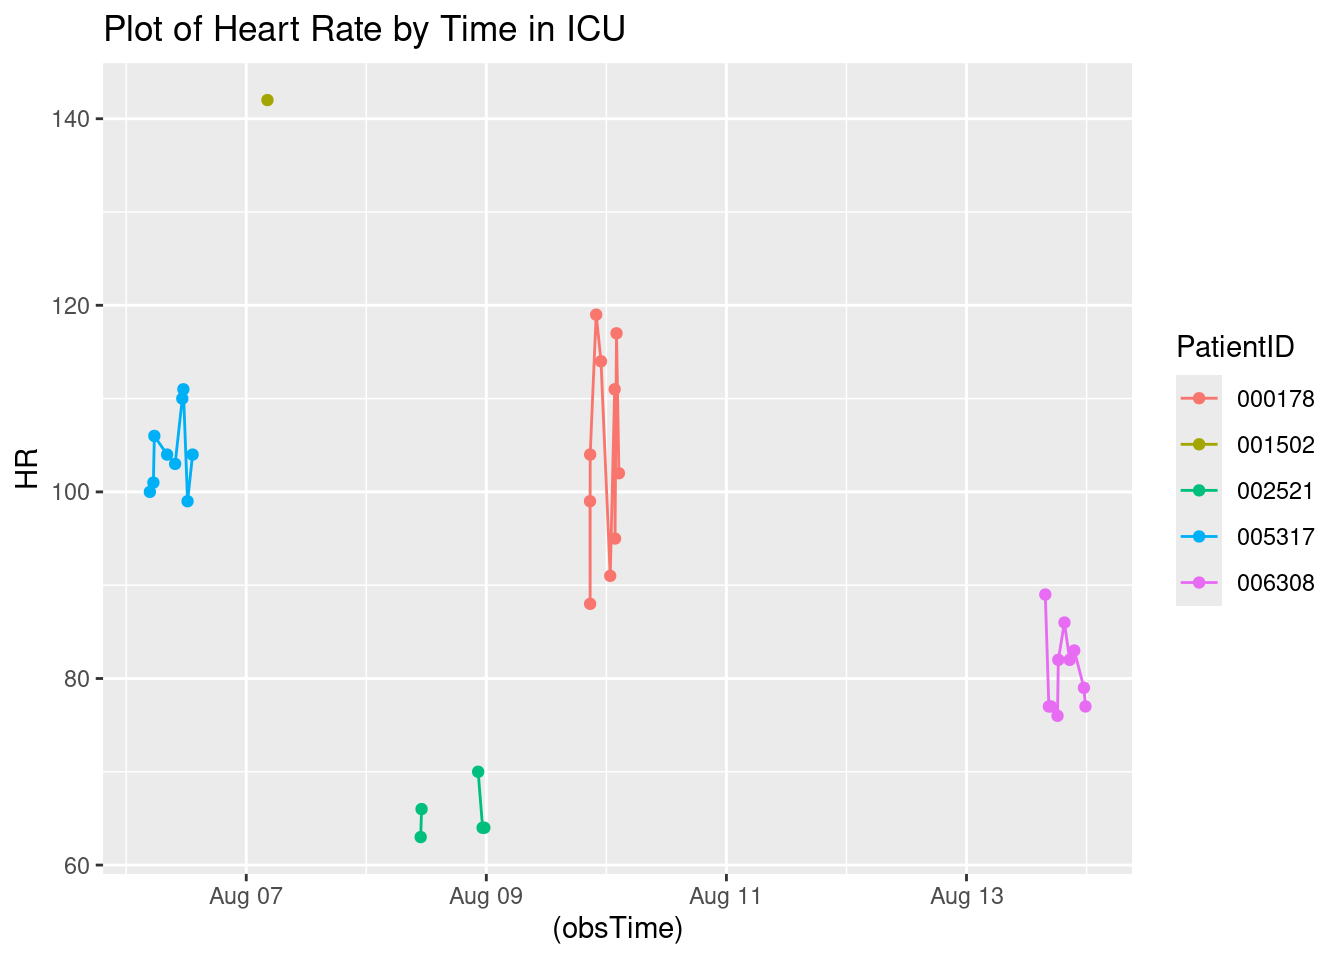 Plot of Heart Rate by Time in ICU
HR
140
120
100
80
60
Aug 07
Aug 09
Aug 11
Aug 13
(obsTime)
PatientID
000178
001502
002521
005317
006308